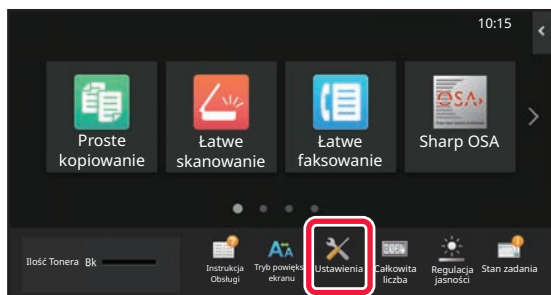 10:15
Proste
kopiowanie
Łatwe
skanowanie
Łatwe
faksowanie
OSA
Sharp OSA
Ilość Tonera Bk
Instrukcja
Obsługi
Tryb powięks
ekranu
Ustawienia
Całkowita
liczba
Regulacja
jasności
Stan zadania